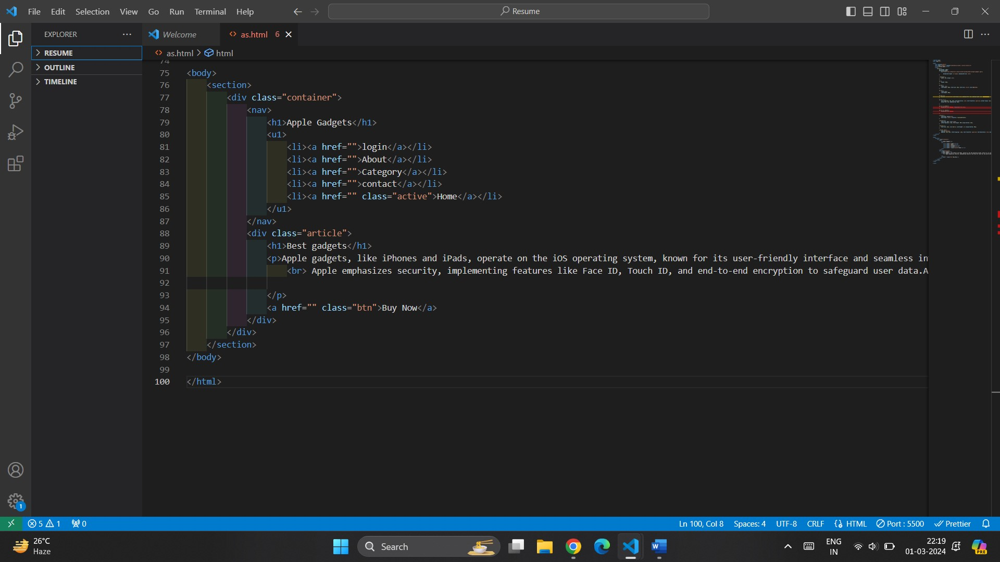 File Edit Selection View Go Run Terminal Help
Resume
EXPLORER
RESUME
OUTLINE
TIMELINE
Welcome
as.html 6
as.html > html
74
75 <body>
76 <section>
77 <div class="container">
78 <nav>
79 <h1>Apple Gadgets</h1>
80 <u1>
81 <li><a href="">login</a></li>
82 <li><a href="">About</a></li>
83 <li><a href="">Category</a></li>
84 <li><a href="">contact</a></li>
85 <li><a href="" class="active">Home</a></li>
86 </u1>
87 </nav>
88 <div class="article">
89 <h1>Best gadgets</h1>
90 <p>Apple gadgets, like iPhones and iPads, operate on the iOS operating system, known for its user-friendly interface and seamless in
91 <br> Apple emphasizes security, implementing features like Face ID, Touch ID, and end-to-end encryption to safeguard user data.A
92
93 </p>
94 <a href="" class="btn">Buy Now</a>
95 </div>
96 </div>
97 </section>
98 </body>
99
100 </html>
1
5 1 0
Ln 100, Col 8 Spaces: 4 UTF-8 CRLF HTML Port : 5500 Prettier
26°C
Haze
Search
ENG
IN
22:19
01-03-2024
PRE